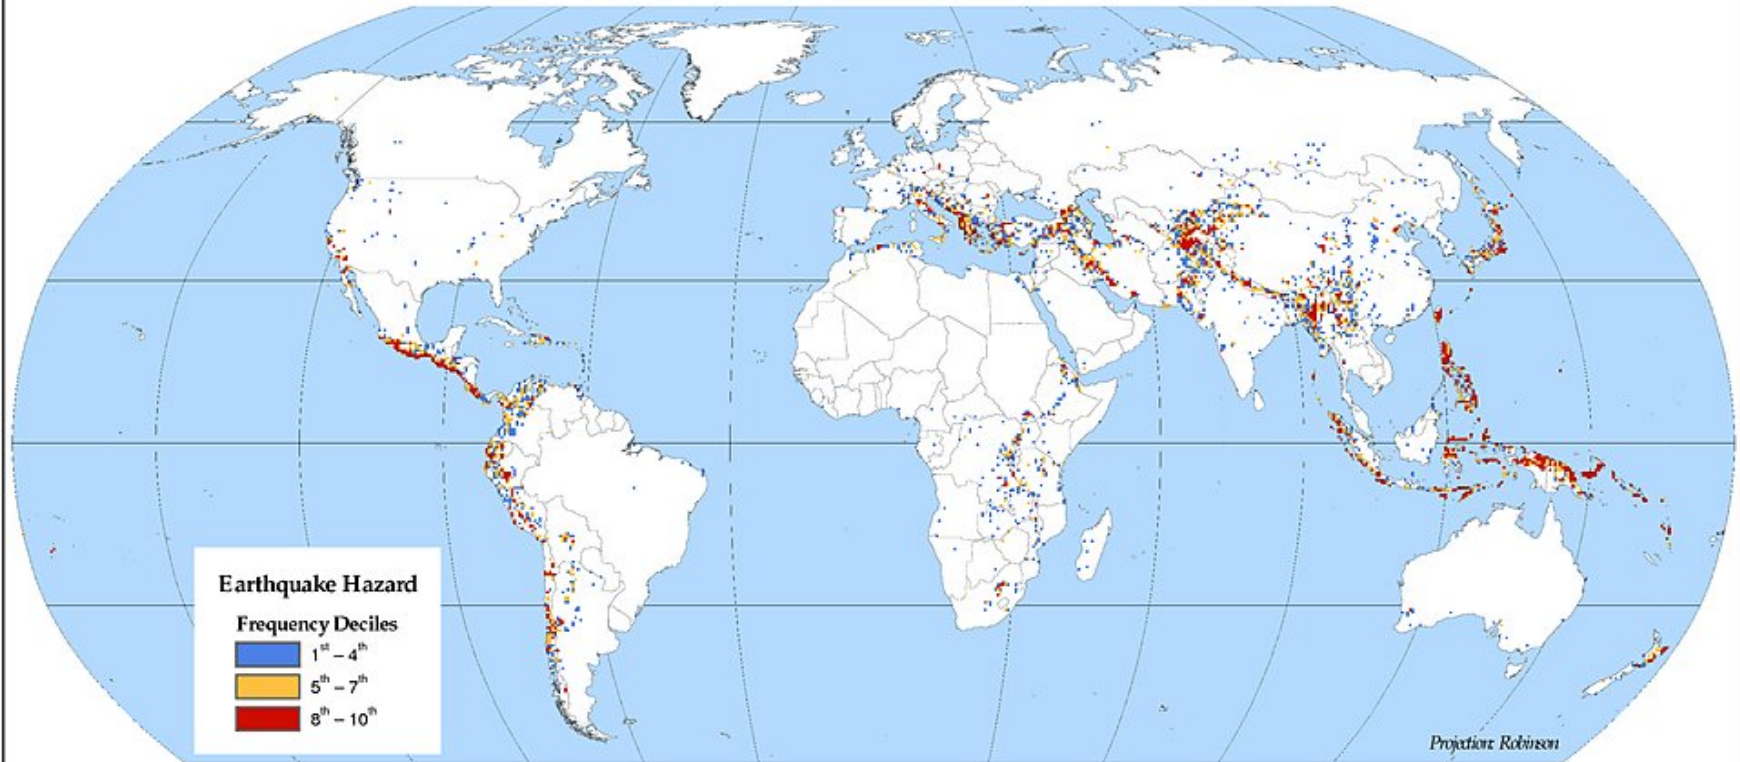 Earthquake Hazard
Frequency Deciles
1st – 4th
5th – 7th
8th – 10th
Projection: Robinson